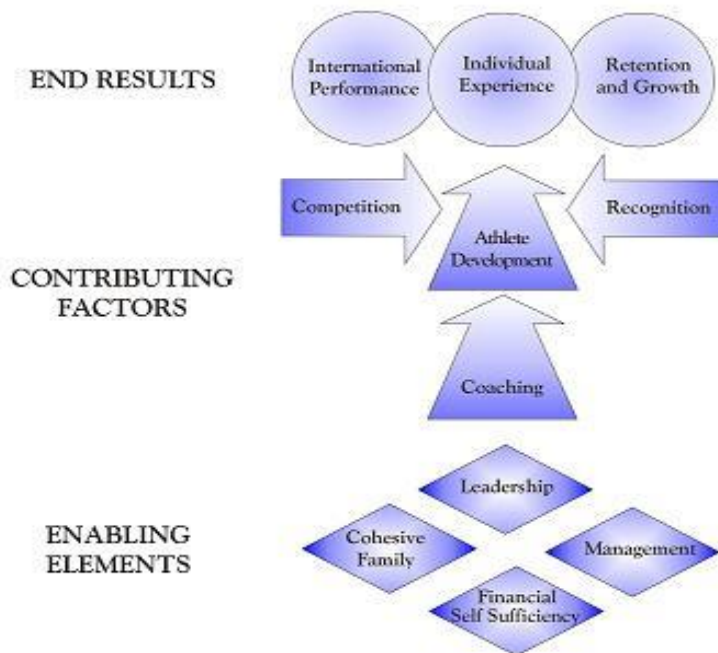 END RESULTS
International
Performance
Individual
Experience
Retention
and Growth
CONTRIBUTING
FACTORS
Competition
Athlete
Development
Recognition
Coaching
ENABLING
ELEMENTS
Leadership
Cohesive
Family
Management
Financial
Self Sufficiency